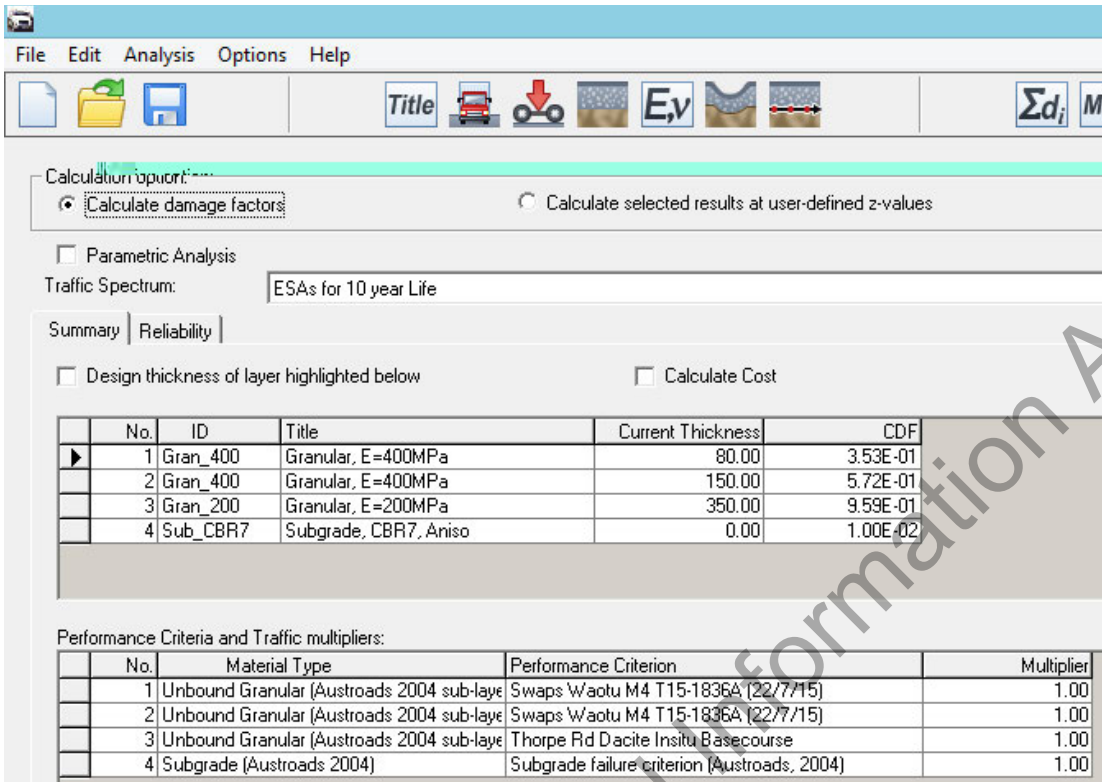 File Edit Analysis Options Help
Title E,v Σdi M
Calculation option:
Calculate damage factors Calculate selected results at user-defined z-values
Parametric Analysis
Traffic Spectrum: ESAs for 10 year Life
Summary Reliability
Design thickness of layer highlighted below Calculate Cost
No. ID Title Current Thickness CDF
1 Gran_400 Granular, E=400MPa 80.00 3.53E-01
2 Gran_400 Granular, E=400MPa 150.00 5.72E-01
3 Gran_200 Granular, E=200MPa 350.00 9.59E-01
4 Sub_CBR7 Subgrade, CBR7, Aniso 0.00 1.00E-02
Performance Criteria and Traffic multipliers:
No. Material Type Performance Criterion Multiplier
1 Unbound Granular (Austroads 2004 sub-laye Swaps Waotu M4 T15-1836A (22/7/15) 1.00
2 Unbound Granular (Austroads 2004 sub-laye Swaps Waotu M4 T15-1836A (22/7/15) 1.00
3 Unbound Granular (Austroads 2004 sub-laye Thorpe Rd Dacite Insitu Basecourse 1.00
4 Subgrade (Austroads 2004) Subgrade failure criterion (Austroads, 2004) 1.00
Information A